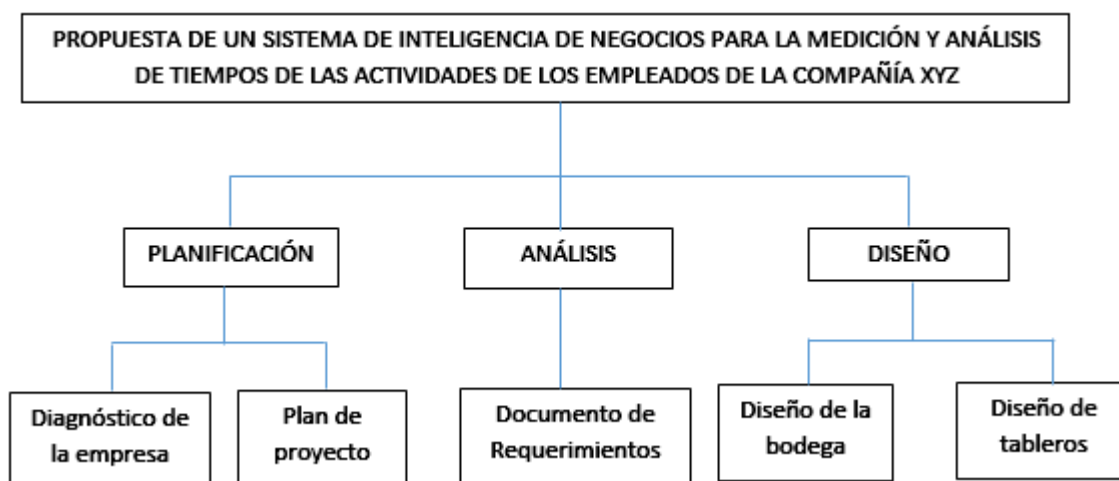 PROPUESTA DE UN SISTEMA DE INTELIGENCIA DE NEGOCIOS PARA LA MEDICIÓN Y ANÁLISIS
DE TIEMPOS DE LAS ACTIVIDADES DE LOS EMPLEADOS DE LA COMPAÑÍA XYZ
PLANIFICACIÓN
ANÁLISIS
DISEÑO
Diagnóstico de
la empresa
Plan de
proyecto
Documento de
Requerimientos
Diseño de la
bodega
Diseño de
tableros